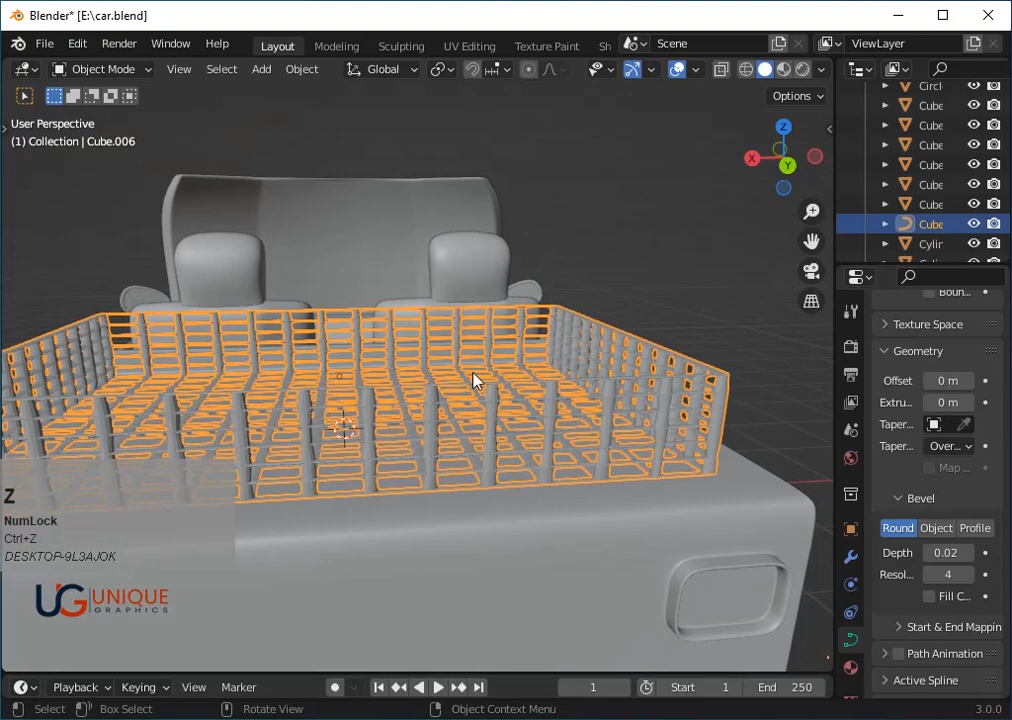 Blender* [E:\car.blend]
File Edit Render Window Help Layout Modeling Sculpting UV Editing Texture Paint Sh Scene ViewLayer
Object Mode View Select Add Object Global
Options
User Perspective
(1) Collection | Cube.006
Z
X
Y
Circl
Cube
Cube
Cube
Cube
Cube
Cube
Cube
Cylin
Boun...
Texture Space
Geometry
Offset 0 m
Extru... 0 m
Taper...
Taper... Over...
Map ...
Bevel
Round Object Profile
Depth 0.02
Resol... 4
Fill C...
Start & End Mappin
Path Animation
Active Spline
Z
NumLock
Ctrl+Z
DESKTOP-9L3AJOK
UG UNIQUE
GRAPHICS
Playback Keying View Marker 1 Start 1 End 250
Select Box Select Rotate View Object Context Menu 3.0.0